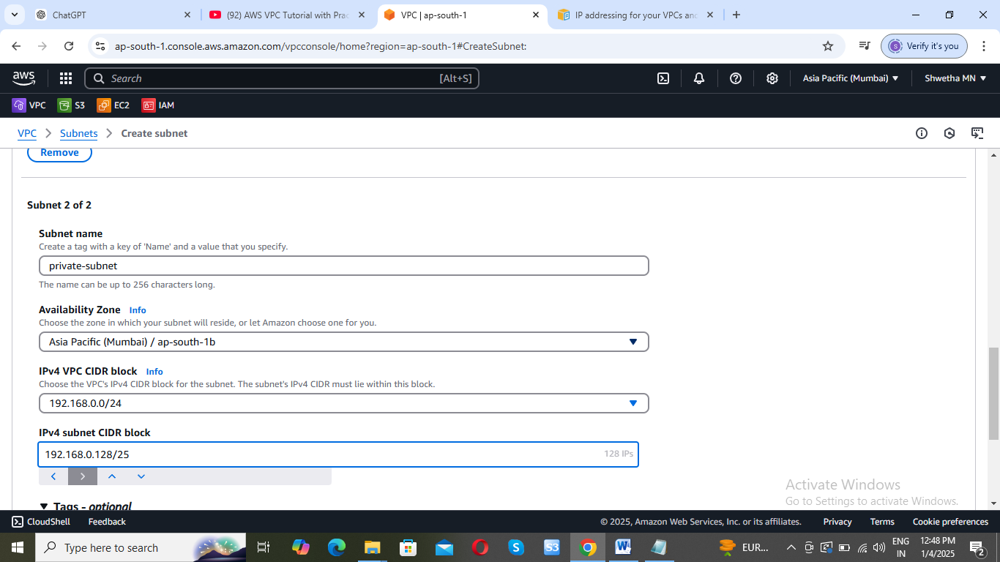 ChatGPT
(92) AWS VPC Tutorial with Prac
VPC | ap-south-1
IP addressing for your VPCs and
ap-south-1.console.aws.amazon.com/vpcconsole/home?region=ap-south-1#CreateSubnet:
S
Verify it's you
aws
Search
[Alt+S]
Asia Pacific (Mumbai)
Shwetha MN
VPC
S3
EC2
IAM
VPC
Subnets
Create subnet
Remove
Subnet 2 of 2
Subnet name
Create a tag with a key of 'Name' and a value that you specify.
private-subnet
The name can be up to 256 characters long.
Availability Zone Info
Choose the zone in which your subnet will reside, or let Amazon choose one for you.
Asia Pacific (Mumbai) / ap-south-1b
IPv4 VPC CIDR block Info
Choose the VPC's IPv4 CIDR block for the subnet. The subnet's IPv4 CIDR must lie within this block.
192.168.0.0/24
IPv4 subnet CIDR block
192.168.0.128/25
128 IPs
Activate Windows
Go to Settings to activate Windows.
Tags - optional
CloudShell
Feedback
© 2025, Amazon Web Services, Inc. or its affiliates.
Privacy
Terms
Cookie preferences
Type here to search
EUR...
ENG
IN
12:48 PM
1/4/2025
2